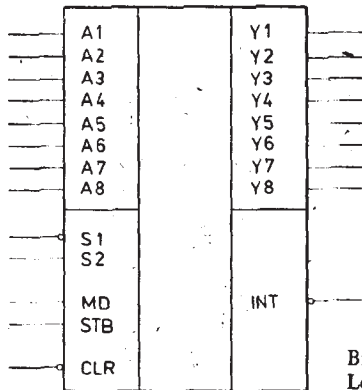 A1 Y1
A2 Y2
A3 Y3
A4 Y4
A5 Y5
A6 Y6
A7 Y7
A8 Y8
S1
S2
MD INT
STB
CLR